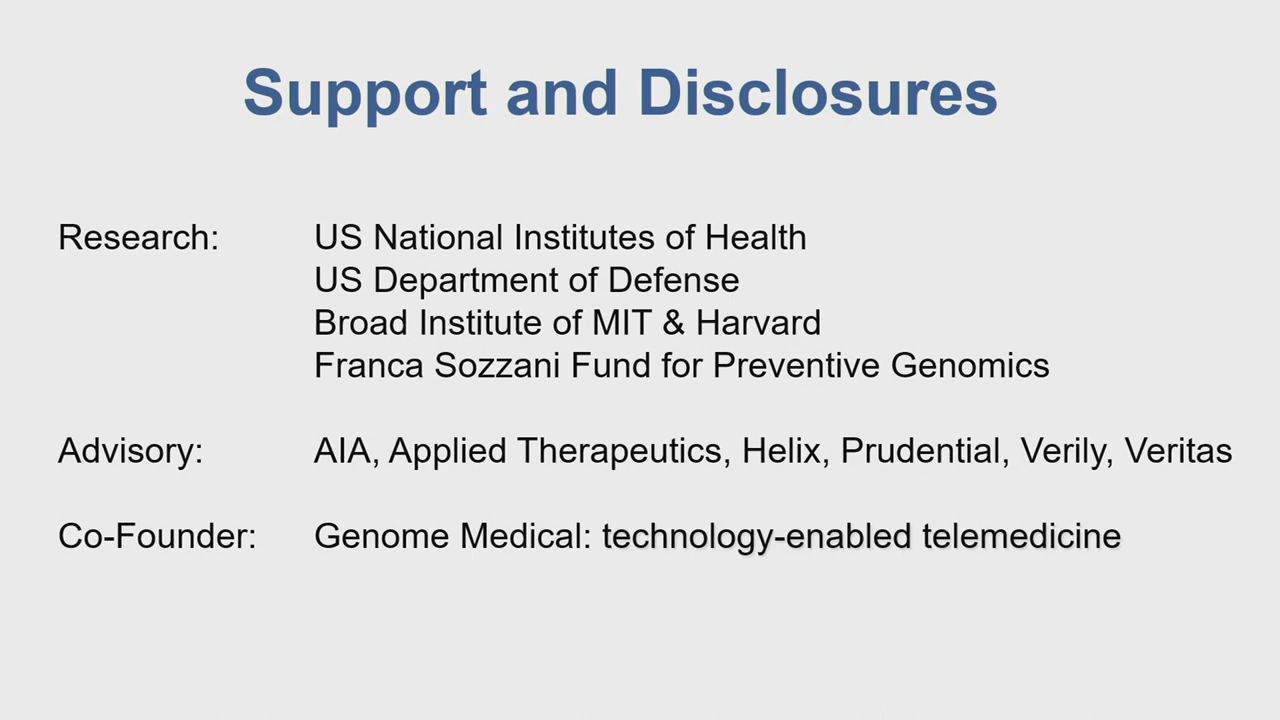 Support and Disclosures
Research: US National Institutes of Health
US Department of Defense
Broad Institute of MIT & Harvard
Franca Sozzani Fund for Preventive Genomics
Advisory: AIA, Applied Therapeutics, Helix, Prudential, Verily, Veritas
Co-Founder: Genome Medical: technology-enabled telemedicine